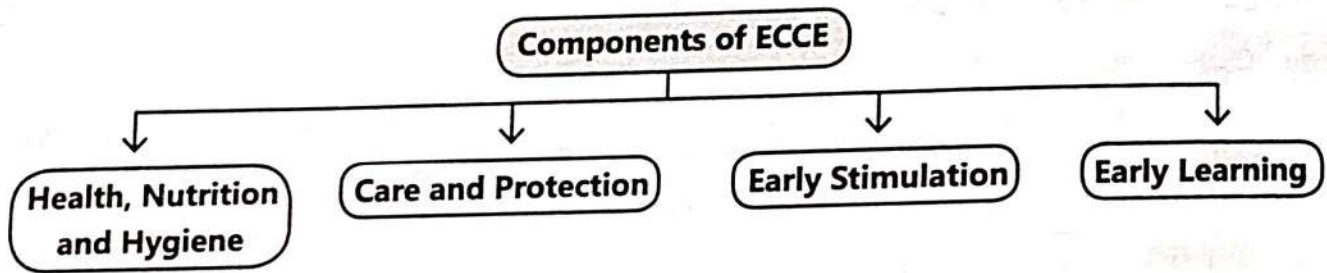 Components of ECCE
Health, Nutrition
and Hygiene
Care and Protection
Early Stimulation
Early Learning